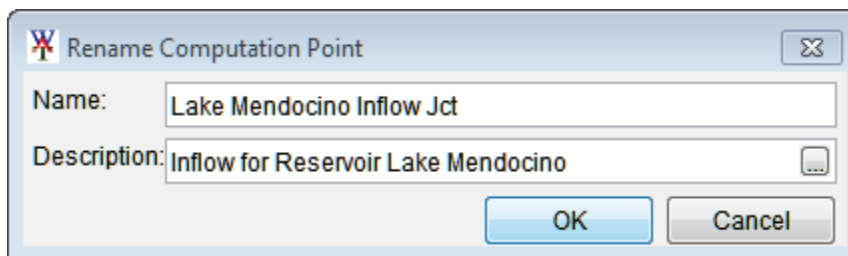 Rename Computation Point
Name: Lake Mendocino Inflow Jct
Description: Inflow for Reservoir Lake Mendocino ...
OK Cancel